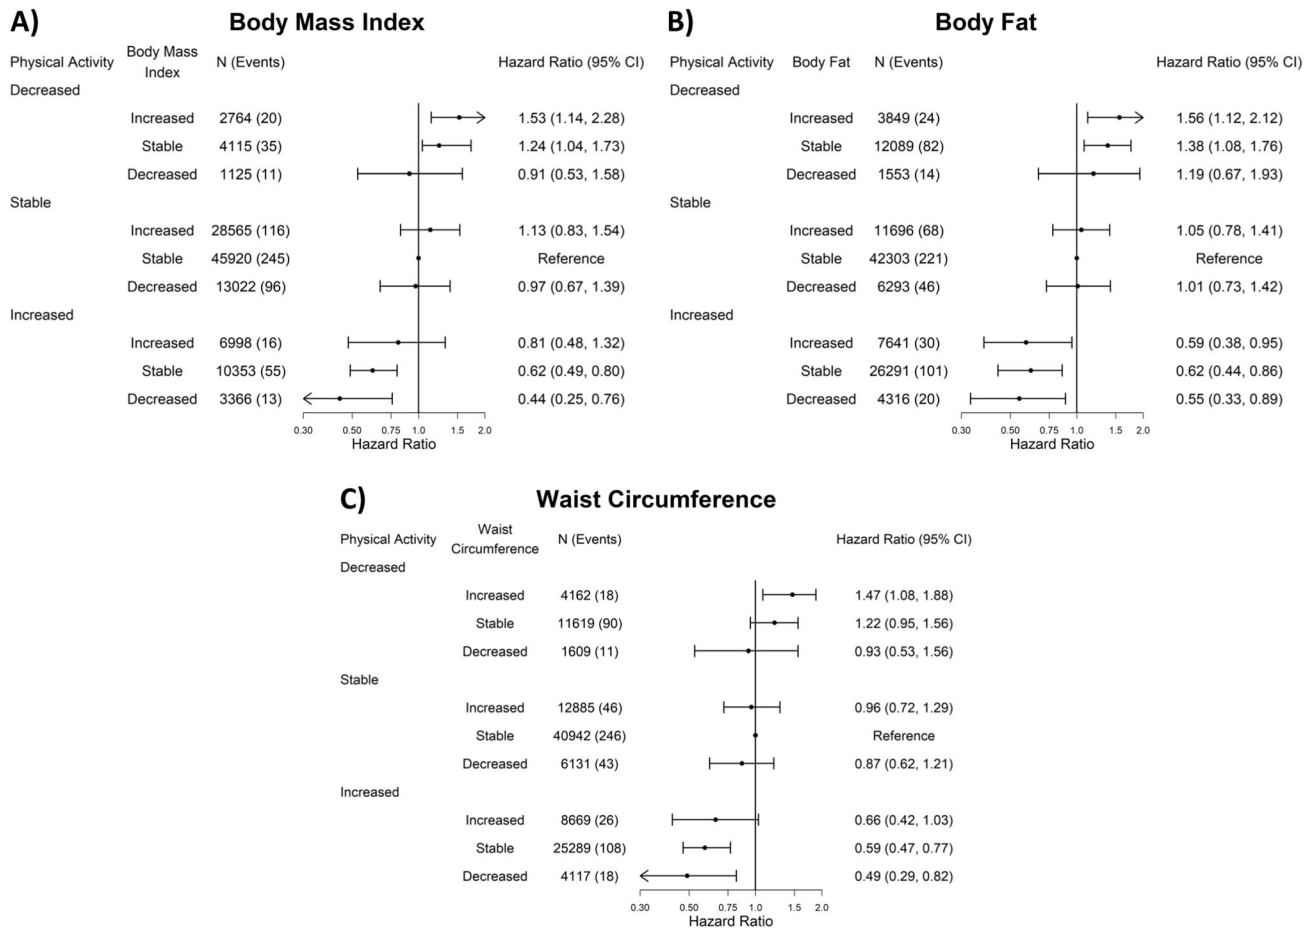 A) Body Mass Index
Physical Activity Body Mass Index N (Events) Hazard Ratio (95% CI)
Decreased
Increased 2764 (20) 1.53 (1.14, 2.28)
Stable 4115 (35) 1.24 (1.04, 1.73)
Decreased 1125 (11) 0.91 (0.53, 1.58)
Stable
Increased 28565 (116) 1.13 (0.83, 1.54)
Stable 45920 (245) Reference
Decreased 13022 (96) 0.97 (0.67, 1.39)
Increased
Increased 6998 (16) 0.81 (0.48, 1.32)
Stable 10353 (55) 0.62 (0.49, 0.80)
Decreased 3366 (13) 0.44 (0.25, 0.76)
0.30 0.50 0.75 1.0 1.5 2.0
Hazard Ratio
B) Body Fat
Physical Activity Body Fat N (Events) Hazard Ratio (95% CI)
Decreased
Increased 3849 (24) 1.56 (1.12, 2.12)
Stable 12089 (82) 1.38 (1.08, 1.76)
Decreased 1553 (14) 1.19 (0.67, 1.93)
Stable
Increased 11696 (68) 1.05 (0.78, 1.41)
Stable 42303 (221) Reference
Decreased 6293 (46) 1.01 (0.73, 1.42)
Increased
Increased 7641 (30) 0.59 (0.38, 0.95)
Stable 26291 (101) 0.62 (0.44, 0.86)
Decreased 4316 (20) 0.55 (0.33, 0.89)
0.30 0.50 0.75 1.0 1.5 2.0
Hazard Ratio
C) Waist Circumference
Physical Activity Waist Circumference N (Events) Hazard Ratio (95% CI)
Decreased
Increased 4162 (18) 1.47 (1.08, 1.88)
Stable 11619 (90) 1.22 (0.95, 1.56)
Decreased 1609 (11) 0.93 (0.53, 1.56)
Stable
Increased 12885 (46) 0.96 (0.72, 1.29)
Stable 40942 (246) Reference
Decreased 6131 (43) 0.87 (0.62, 1.21)
Increased
Increased 8669 (26) 0.66 (0.42, 1.03)
Stable 25289 (108) 0.59 (0.47, 0.77)
Decreased 4117 (18) 0.49 (0.29, 0.82)
0.30 0.50 0.75 1.0 1.5 2.0
Hazard Ratio